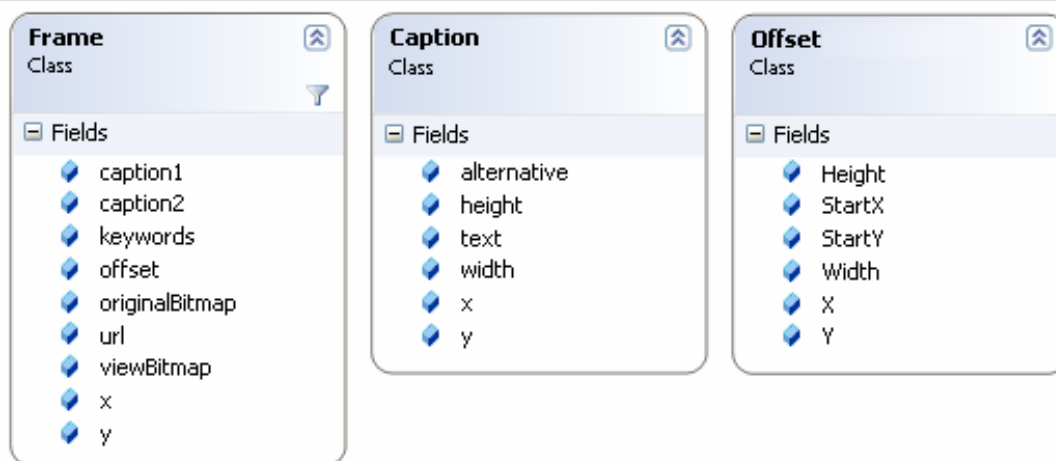 Frame
Class
Fields
caption1
caption2
keywords
offset
originalBitmap
url
viewBitmap
x
y
Caption
Class
Fields
alternative
height
text
width
x
y
Offset
Class
Fields
Height
StartX
StartY
Width
X
Y